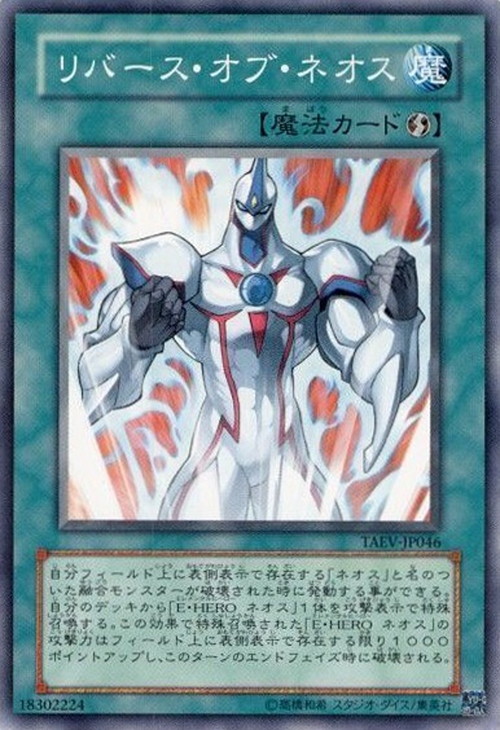 リバース・オブ・ネオス 魔
【魔法カード】
TAEV-JP046
自分フィールド上に表側表示で存在する「ネオス」と名のつ
いた融合モンスターが破壊された時に発動する事ができる。
自分のデッキから「E・HERO ネオス」1体を攻撃表示で特殊
召喚する。この効果で特殊召喚された「E・HERO ネオス」の
攻撃力はフィールド上に表側表示で存在する限り1000
ポイントアップし、このターンのエンドフェイズ時に破壊される。
18302224 ©高橋和希 スタジオ・ダイス/集英社